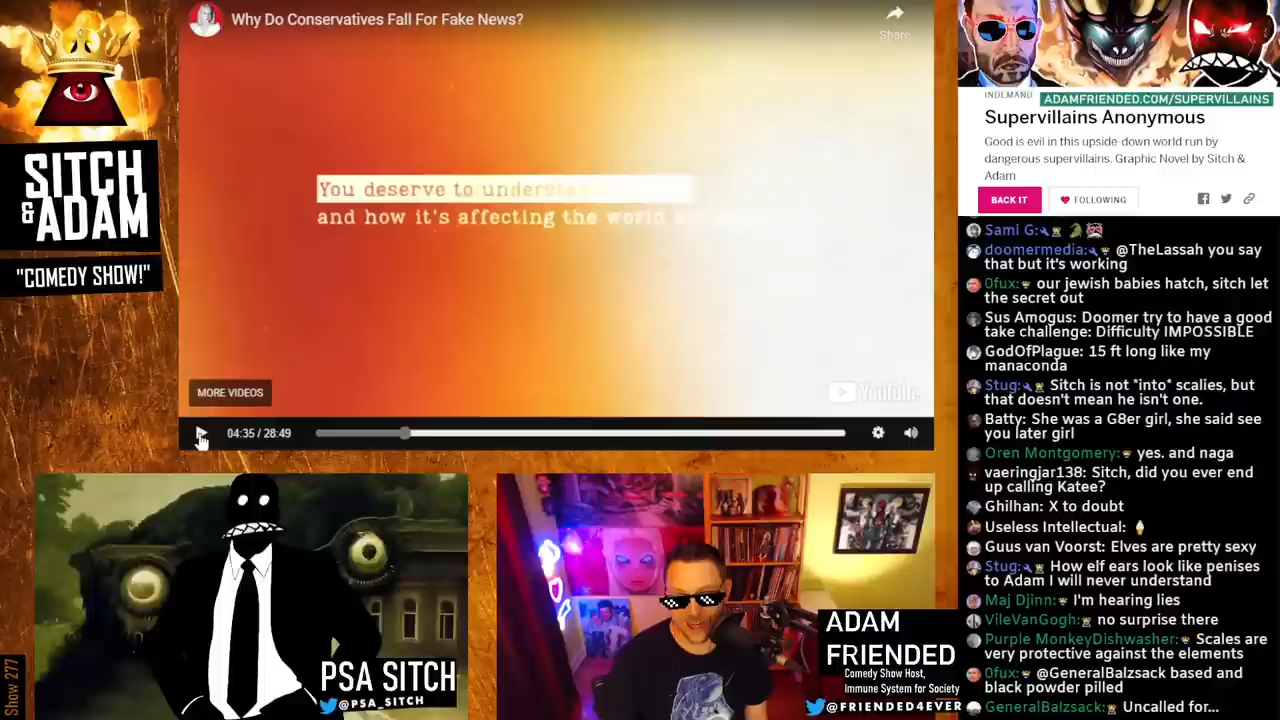 Why Do Conservatives Fall For Fake News?
Share
You deserve to underst
and how it's affecting the world
MORE VIDEOS
YouTube
04:35 / 28:49
SITCH
& ADAM
"COMEDY SHOW!"
Show 277
PSA SITCH
@PSA_SITCH
ADAM
FRIENDED
Comedy Show Host,
Immune System for Society
@FRIENDED4EVER
INDEMAND
ADAMFRIENDED.COM/SUPERVILLAINS
Supervillains Anonymous
Good is evil in this upside-down world run by
dangerous supervillains. Graphic Novel by Sitch &
Adam
BACK IT
FOLLOWING
Sami G:
doomermedia: @TheLassah you say
that but it's working
0fux: our jewish babies hatch, sitch let
the secret out
Sus Amogus: Doomer try to have a good
take challenge: Difficulty IMPOSSIBLE
GodOfPlague: 15 ft long like my
manaconda
Stug: Sitch is not *into* scalies, but
that doesn't mean he isn't one.
Batty: She was a G8er girl, she said see
you later girl
Oren Montgomery: yes. and naga
vaeringjar138: Sitch, did you ever end
up calling Katee?
Ghilhan: X to doubt
Useless Intellectual:
Guus van Voorst: Elves are pretty sexy
Stug: How elf ears look like penises
to Adam I will never understand
Maj Djinn: I'm hearing lies
VileVanGogh: no surprise there
Purple MonkeyDishwasher: Scales are
very protective against the elements
0fux: @GeneralBalzsack based and
black powder pilled
GeneralBalzsack: Uncalled for...